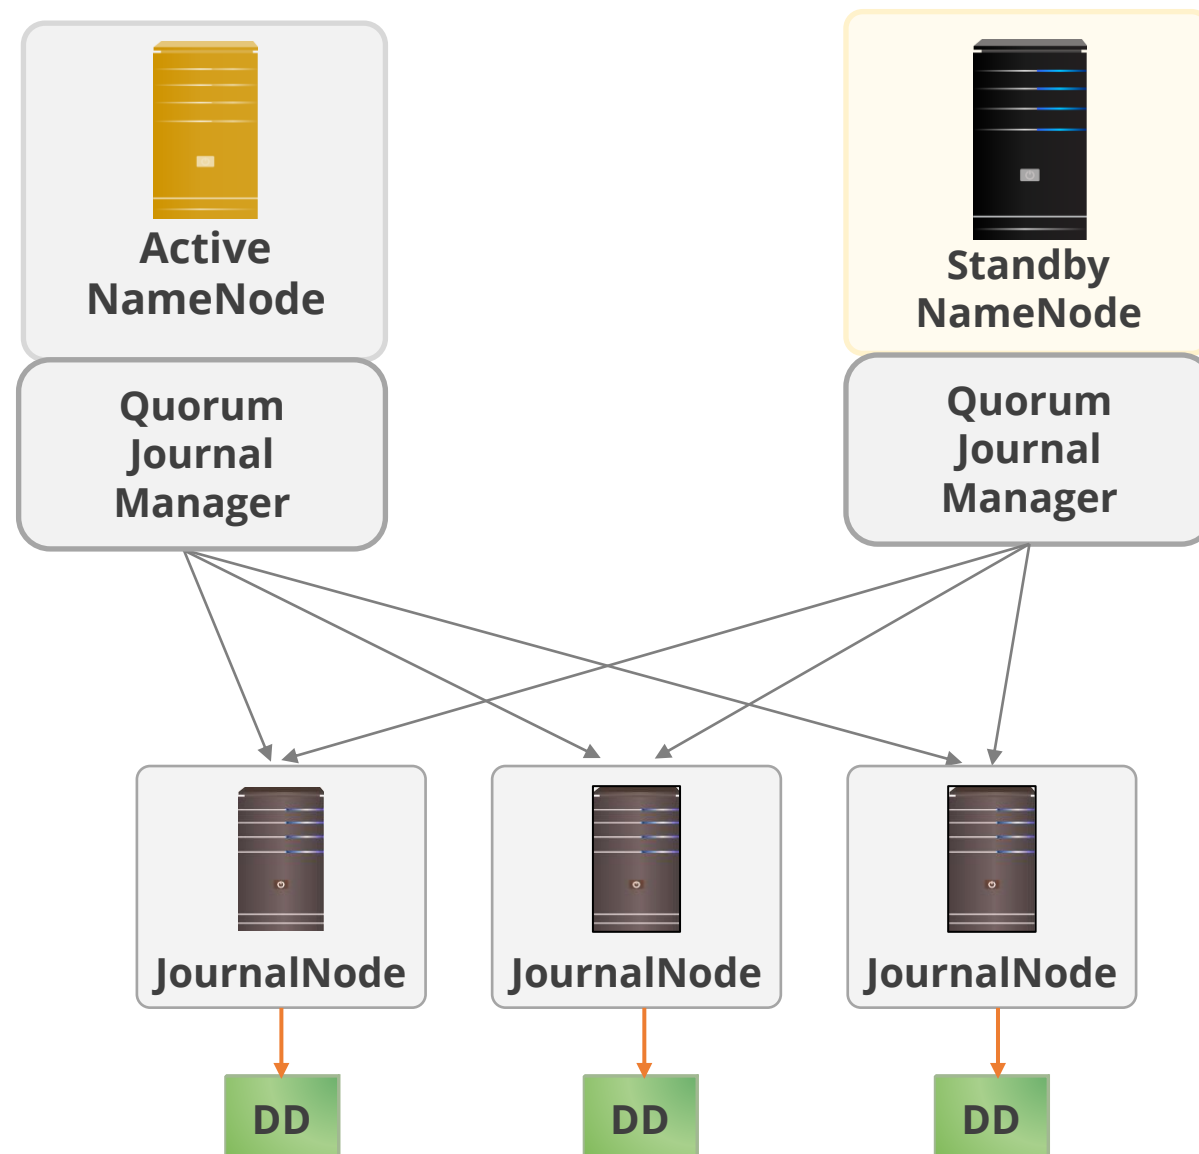 Active
NameNode
Standby
NameNode
Quorum
Journal
Manager
Quorum
Journal
Manager
JournalNode
JournalNode
JournalNode
DD
DD
DD